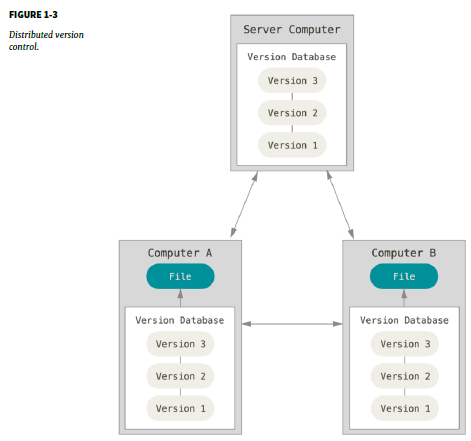 FIGURE 1-3
Distributed version
control.
Server Computer
Version Database
Version 3
Version 2
Version 1
Computer A
File
Version Database
Version 3
Version 2
Version 1
Computer B
File
Version Database
Version 3
Version 2
Version 1